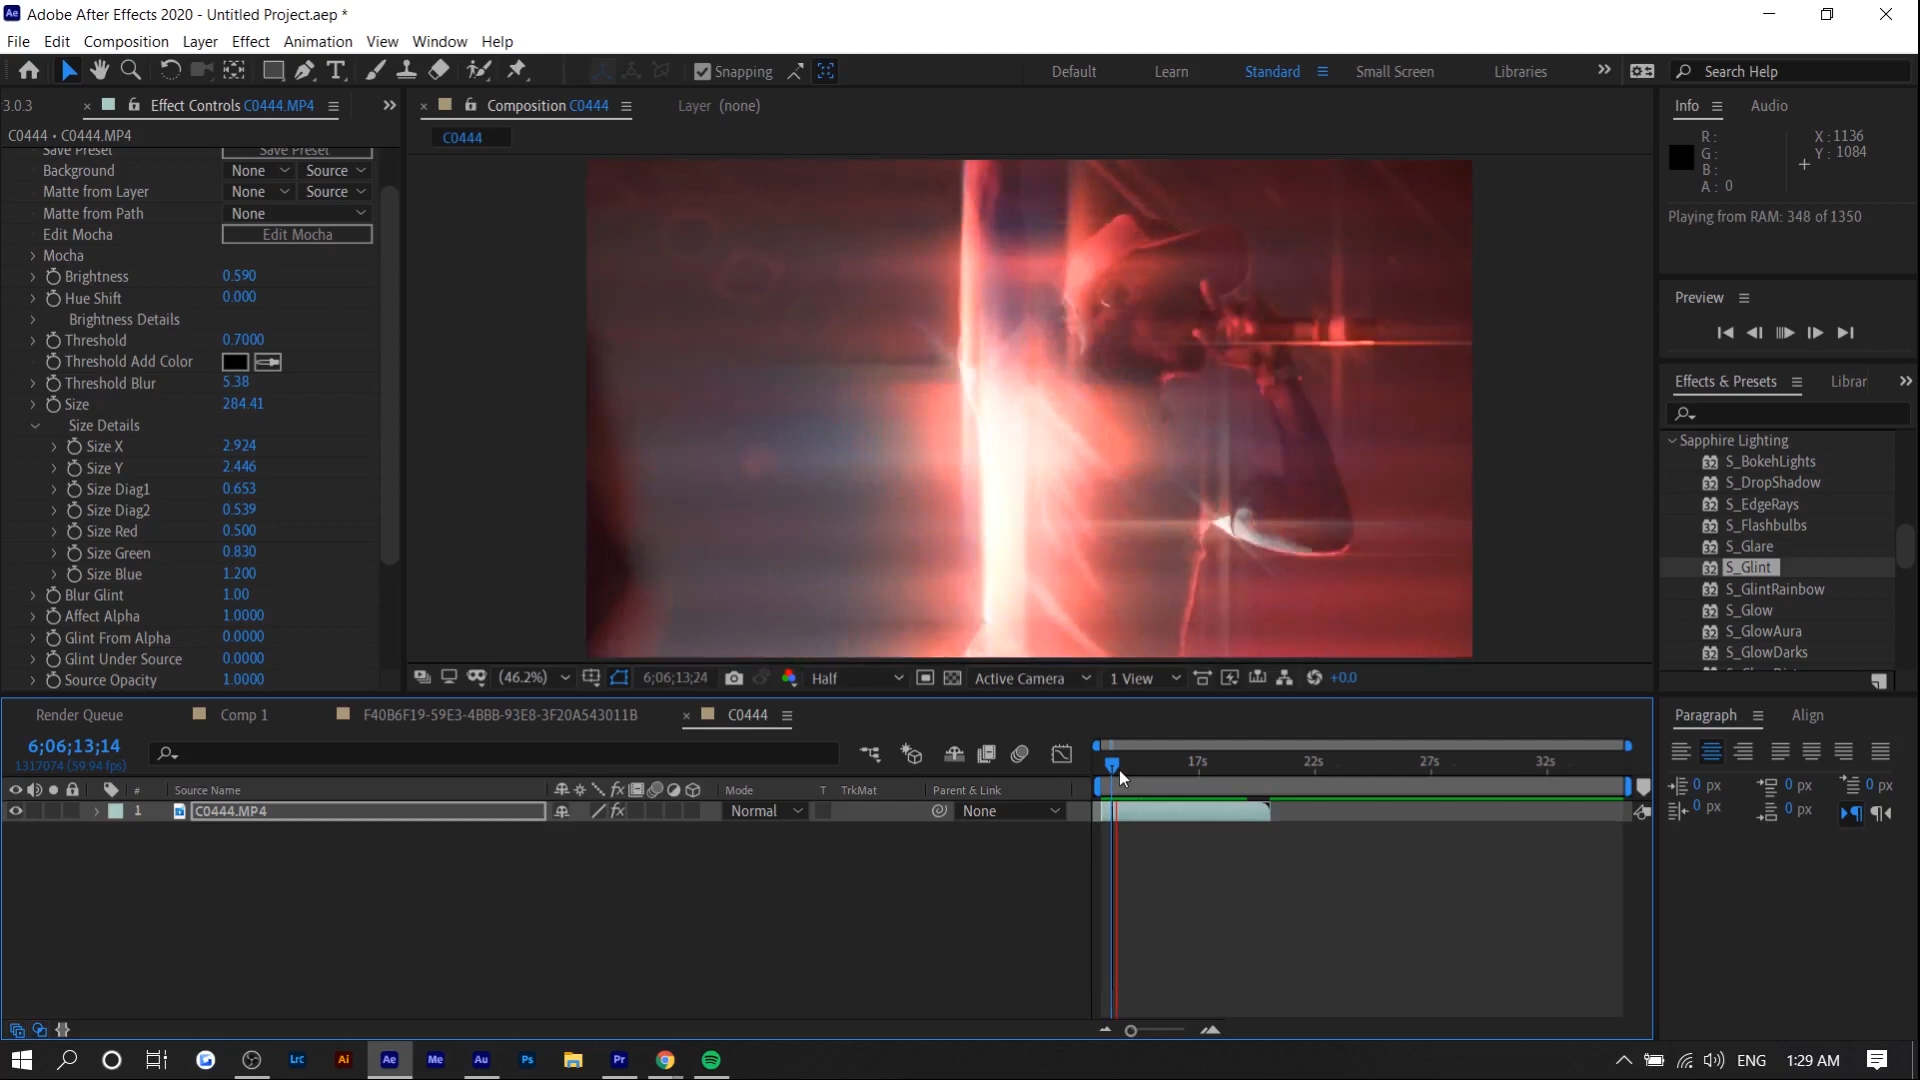 Adobe After Effects 2020 - Untitled Project.aep *
File Edit Composition Layer Effect Animation View Window Help
Snapping Default Learn Standard Small Screen Libraries Search Help
3.0.3 Effect Controls C0444.MP4
Composition C0444
Layer (none)
Info Audio
C0444 • C0444.MP4
C0444
R : X : 1136
G : Y : 1084
B :
A : 0
Playing from RAM: 348 of 1350
Save Preset Save Preset
Background None Source
Matte from Layer None Source
Matte from Path None
Edit Mocha Edit Mocha
Mocha
Brightness 0.590
Hue Shift 0.000
Brightness Details
Threshold 0.7000
Threshold Add Color
Threshold Blur 5.38
Size 284.41
Size Details
Size X 2.924
Size Y 2.446
Size Diag1 0.653
Size Diag2 0.539
Size Red 0.500
Size Green 0.830
Size Blue 1.200
Blur Glint 1.00
Affect Alpha 1.0000
Glint From Alpha 0.0000
Glint Under Source 0.0000
Source Opacity 1.0000
Preview
Effects & Presets Librar
Sapphire Lighting
S_BokehLights
S_DropShadow
S_EdgeRays
S_Flashbulbs
S_Glare
S_Glint
S_GlintRainbow
S_Glow
S_GlowAura
S_GlowDarks
(46.2%) 6;06;13;24 Half Active Camera 1 View +0.0
Render Queue Comp 1 F40B6F19-59E3-4BBB-93E8-3F20A543011B C0444
Paragraph Align
6;06;13;14
1317074 (59.94 fps)
17s 22s 27s 32s
# Source Name Mode T TrkMat Parent & Link
1 C0444.MP4 Normal None
0 px 0 px 0 px
0 px 0 px
Lrc Ai Ae Me Au Ps Pr ENG 1:29 AM